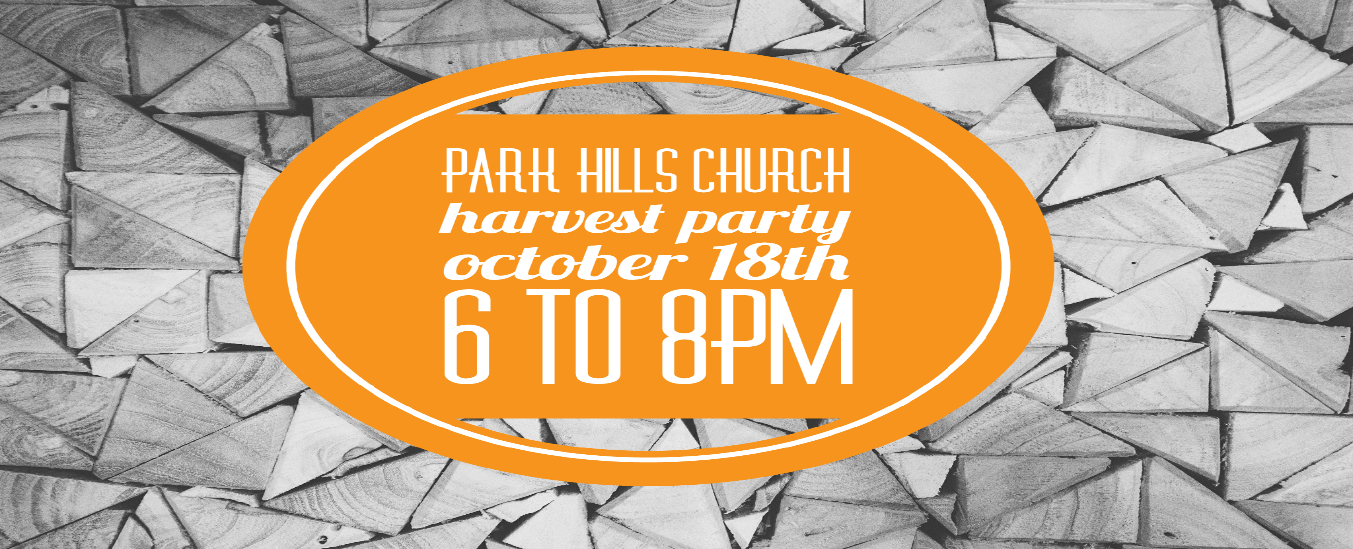 PARK HILLS CHURCH
harvest party
october 18th
6 TO 8PM